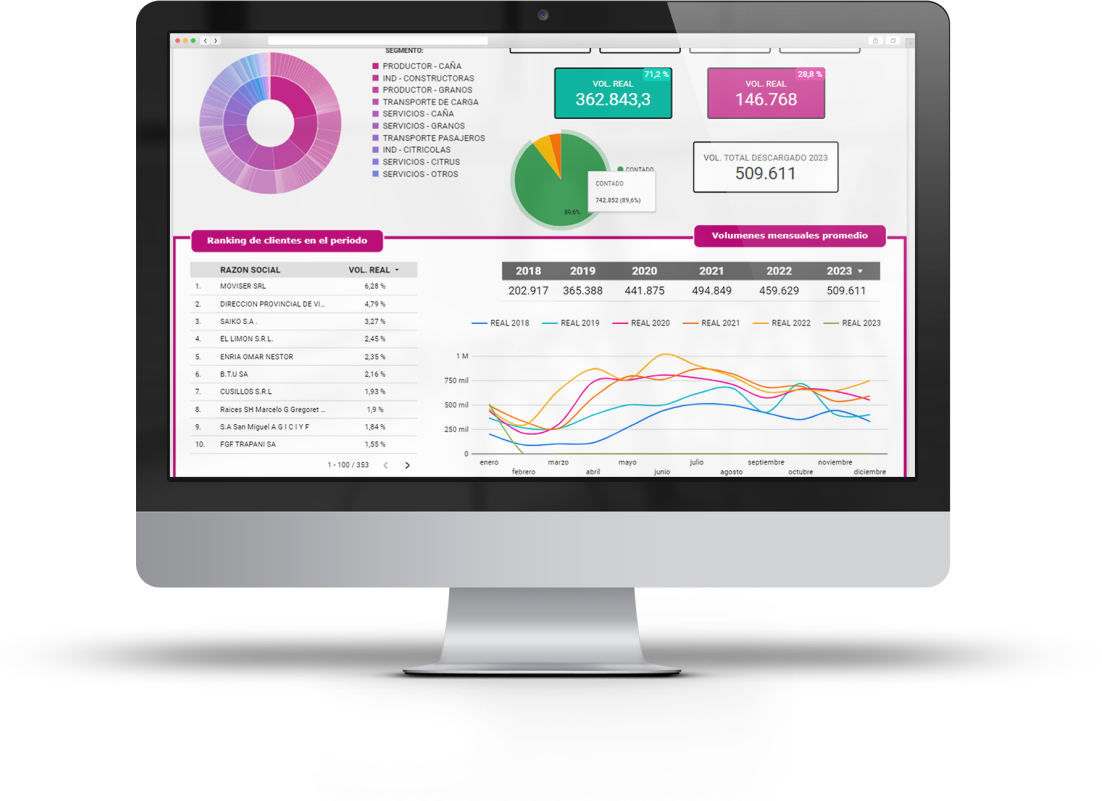 SEGMENTO:
PRODUCTOR - CAÑA
IND - CONSTRUCTORAS
PRODUCTOR - GRANOS
TRANSPORTE DE CARGA
SERVICIOS - CAÑA
SERVICIOS - GRANOS
TRANSPORTE PASAJEROS
IND - CITRICOLAS
SERVICIOS - CITRUS
SERVICIOS - OTROS
71,2 %
VOL. REAL
362.843,3
28,8 %
VOL. REAL
146.768
VOL. TOTAL DESCARGADO 2023
509.611
CONTADO
CONTADO
742.852 (89,6%)
89,6%
Ranking de clientes en el periodo
RAZON SOCIAL VOL. REAL
1. MOVISER SRL 6,28 %
2. DIRECCION PROVINCIAL DE VI... 4,79 %
3. SAIKO S.A. 3,27 %
4. EL LIMON S.R.L. 2,45 %
5. ENRIA OMAR NESTOR 2,35 %
6. B.T.U SA 2,16 %
7. CUSILLOS S.R.L 1,93 %
8. Raices SH Marcelo G Gregoret ... 1,9 %
9. S.A San Miguel A G I C I Y F 1,84 %
10. FGF TRAPANI SA 1,55 %
1 - 100 / 353
Volumenes mensuales promedio
2018 2019 2020 2021 2022 2023
202.917 365.388 441.875 494.849 459.629 509.611
REAL 2018 REAL 2019 REAL 2020 REAL 2021 REAL 2022 REAL 2023
1 M
750 mil
500 mil
250 mil
0
enero febrero marzo abril mayo junio julio agosto septiembre octubre noviembre diciembre